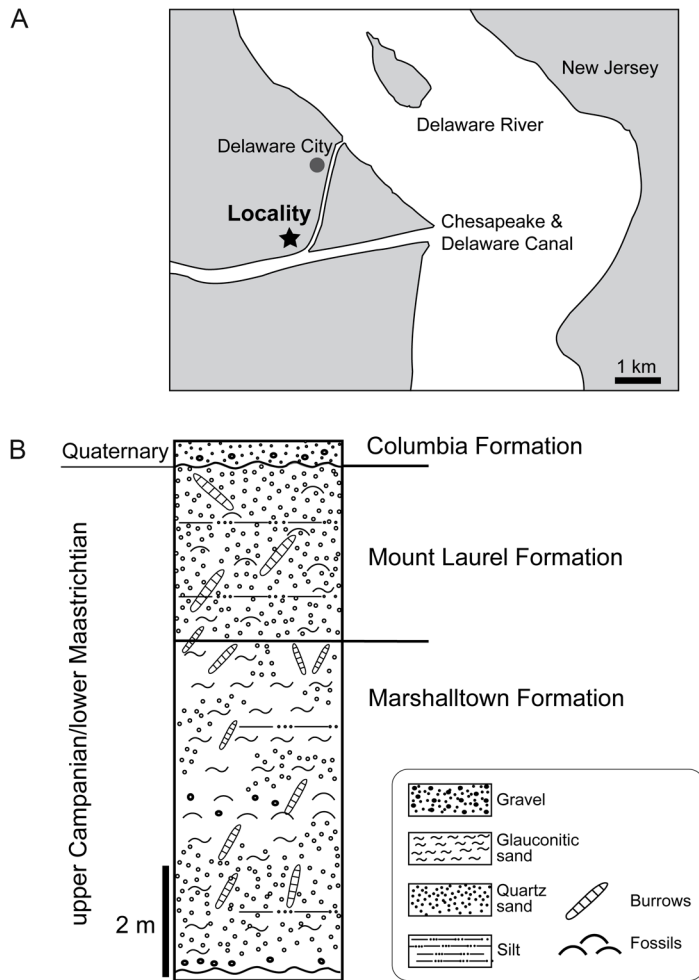 A
New Jersey
Delaware River
Delaware City
Locality
Chesapeake &
Delaware Canal
1 km
B
Quaternary
Columbia Formation
Mount Laurel Formation
upper Campanian/lower Maastrichtian
Marshalltown Formation
Gravel
Glauconitic
sand
Quartz
sand
Burrows
Silt
Fossils
2 m